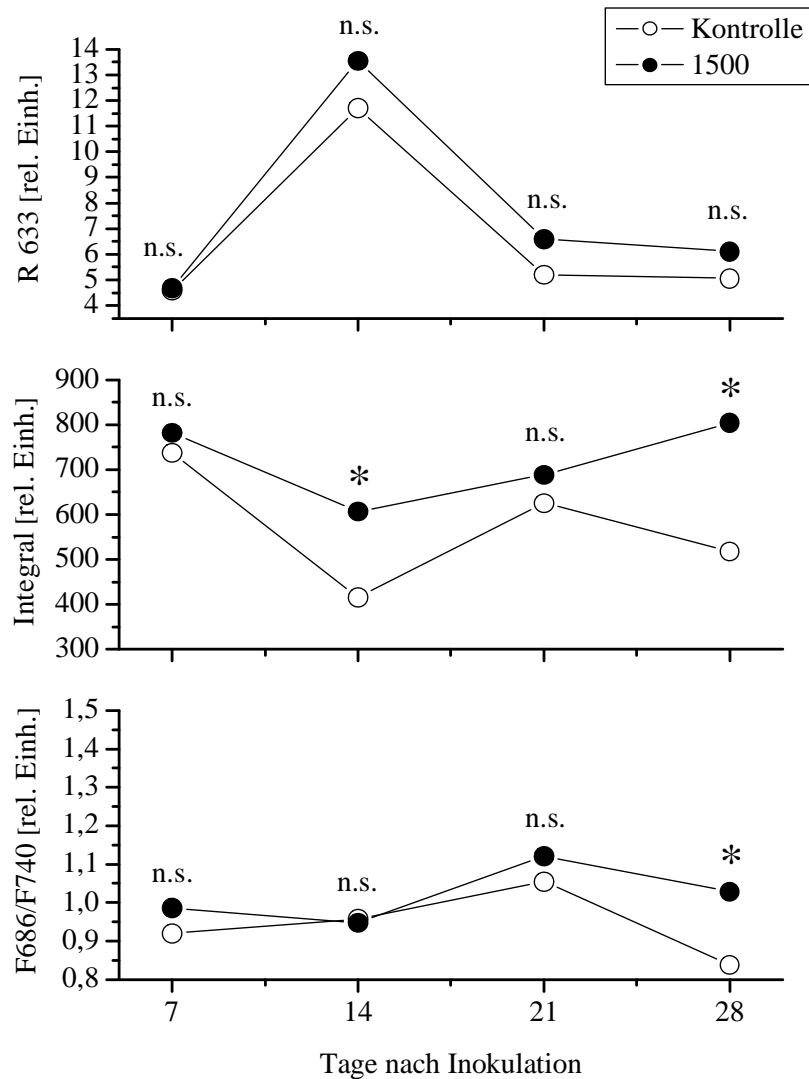 Kontrolle
1500
n.s.
14
13
12
11
10
9
8
7
6
5
4
R 633 [rel. Einh.]
n.s.
n.s.
n.s.
900
800
700
600
500
400
300
Integral [rel. Einh.]
n.s.
*
n.s.
*
1,5
1,4
1,3
1,2
1,1
1,0
0,9
0,8
F686/F740 [rel. Einh.]
n.s.
n.s.
n.s.
*
7 14 21 28
Tage nach Inokulation